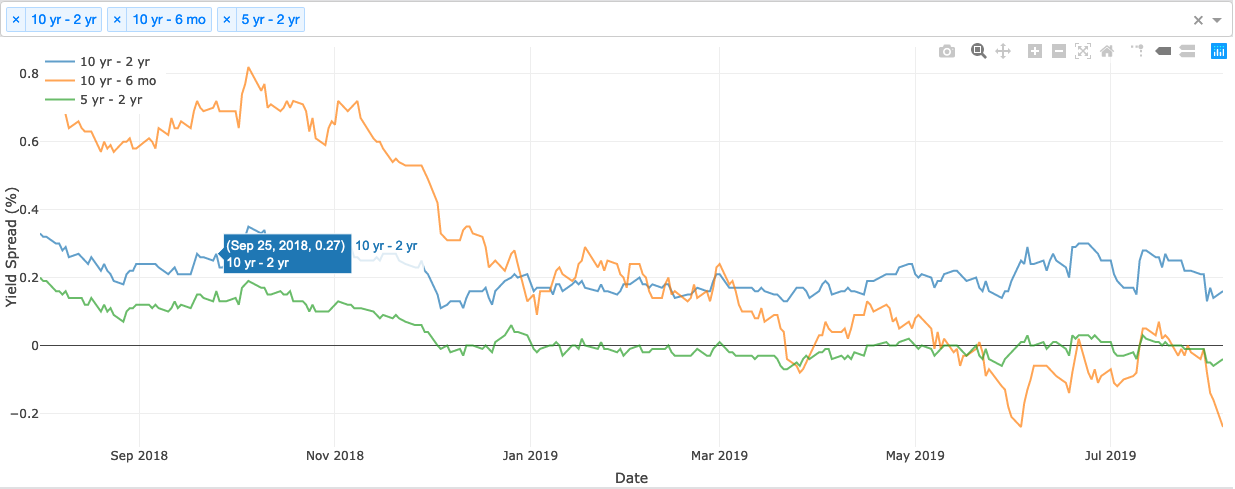 × 10 yr - 2 yr × 10 yr - 6 mo × 5 yr - 2 yr ×
10 yr - 2 yr
10 yr - 6 mo
5 yr - 2 yr
0.8
0.6
0.4
0.2
0
−0.2
Yield Spread (%)
(Sep 25, 2018, 0.27) 10 yr - 2 yr
10 yr - 2 yr
Sep 2018 Nov 2018 Jan 2019 Mar 2019 May 2019 Jul 2019
Date